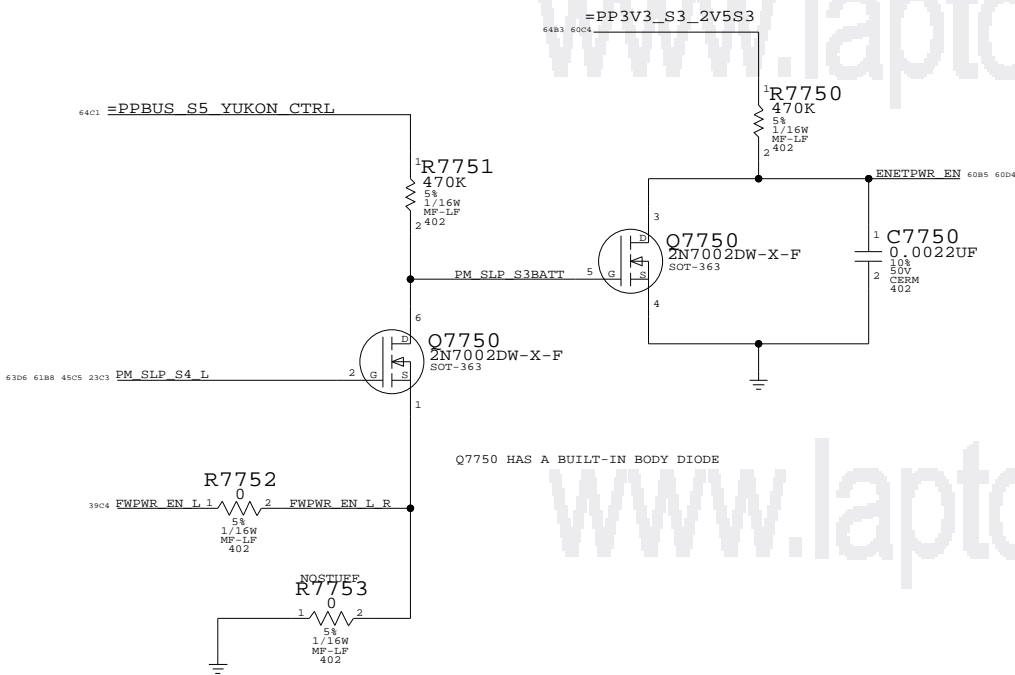 =PP3V3_S3_2V5S3
64B3 60C4
www.lapto
1
R7750
470K
5%
1/16W
MF-LF
402
2
64C1
=PPBUS_S5_YUKON_CTRL
1
R7751
470K
5%
1/16W
MF-LF
402
2
ENETPWR_EN
60B5 60D4
3
D
Q7750
2N7002DW-X-F
SOT-363
5
G
S
4
1
C7750
0.0022UF
10%
50V
CERM
402
2
PM_SLP_S3BATT
6
D
Q7750
2N7002DW-X-F
SOT-363
63D6 61B8 45C5 23C3
PM_SLP_S4_L
2
G
S
1
Q7750 HAS A BUILT-IN BODY DIODE
www.lapto
R7752
0
39C4
FWPWR_EN_L
1
2
FWPWR_EN_L_R
5%
1/16W
MF-LF
402
NOSTUFF
R7753
0
1
2
5%
1/16W
MF-LF
402